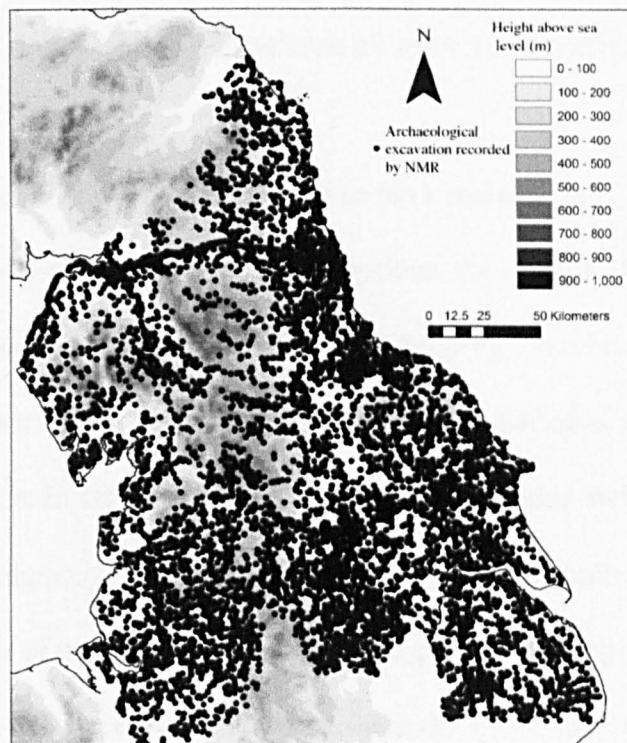 N
Archaeological
excavation recorded
by NMR
Height above sea
level (m)
0 - 100
100 - 200
200 - 300
300 - 400
400 - 500
500 - 600
600 - 700
700 - 800
800 - 900
900 - 1,000
0 12.5 25 50 Kilometers